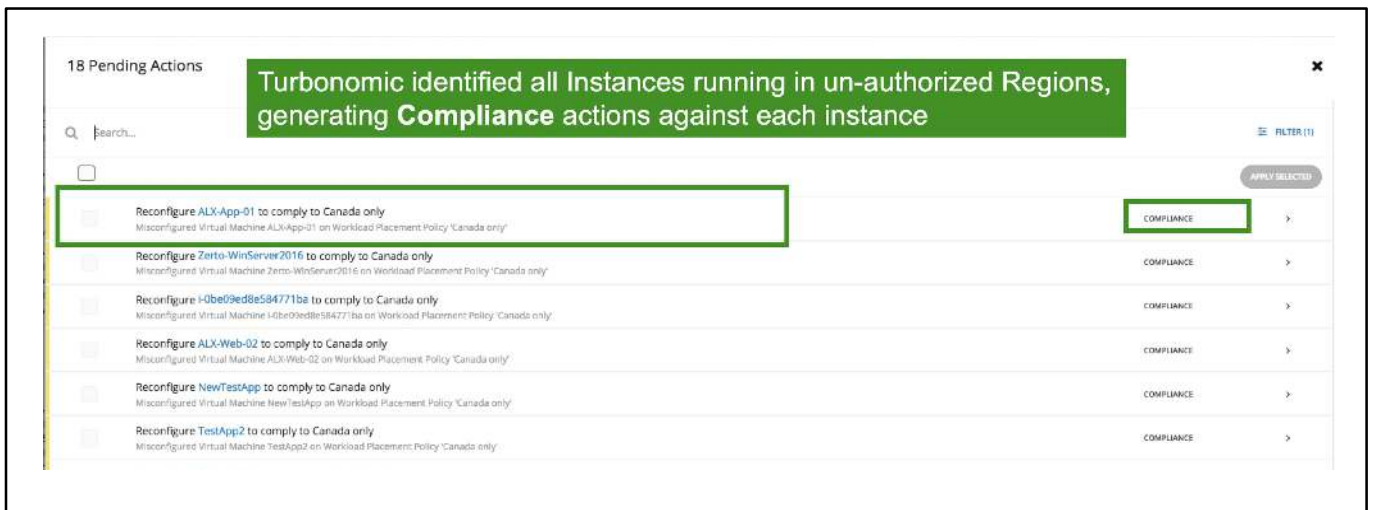 18 Pending Actions
Turbonomic identified all Instances running in un-authorized Regions,
generating Compliance actions against each instance
Search...
FILTER (1)
APPLY SELECTED
Reconfigure ALX-App-01 to comply to Canada only
COMPLIANCE
Misconfigured Virtual Machine ALX-App-01 on Workload Placement Policy 'Canada only'
Reconfigure Zerto-WinServer2016 to comply to Canada only
COMPLIANCE
Misconfigured Virtual Machine Zerto-WinServer2016 on Workload Placement Policy 'Canada only'
Reconfigure i-0be09ed8e584771ba to comply to Canada only
COMPLIANCE
Misconfigured Virtual Machine i-0be09ed8e584771ba on Workload Placement Policy 'Canada only'
Reconfigure ALX-Web-02 to comply to Canada only
COMPLIANCE
Misconfigured Virtual Machine ALX-Web-02 on Workload Placement Policy 'Canada only'
Reconfigure NewTestApp to comply to Canada only
COMPLIANCE
Misconfigured Virtual Machine NewTestApp on Workload Placement Policy 'Canada only'
Reconfigure TestApp2 to comply to Canada only
COMPLIANCE
Misconfigured Virtual Machine TestApp2 on Workload Placement Policy 'Canada only'